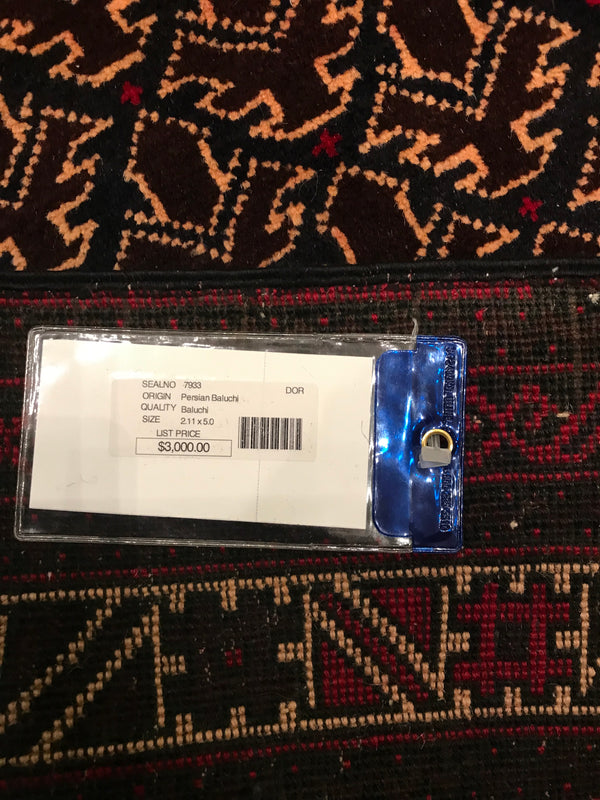 SEALNO 7933
DOR
ORIGIN Persian Baluchi
QUALITY Baluchi
SIZE 2.11 x 5.0
LIST PRICE
$3,000.00